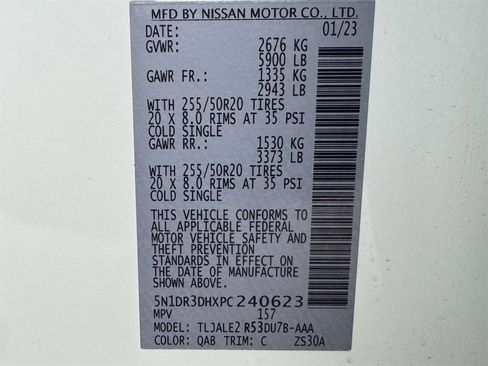 MFD BY NISSAN MOTOR CO., LTD.
DATE: 01/23
GVWR: 2676 KG
5900 LB
GAWR FR.: 1335 KG
2943 LB
WITH 255/50R20 TIRES
20 X 8.0 RIMS AT 35 PSI
COLD SINGLE
GAWR RR.: 1530 KG
3373 LB
WITH 255/50R20 TIRES
20 X 8.0 RIMS AT 35 PSI
COLD SINGLE
THIS VEHICLE CONFORMS TO
ALL APPLICABLE FEDERAL
MOTOR VEHICLE SAFETY AND
THEFT PREVENTION
STANDARDS IN EFFECT ON
THE DATE OF MANUFACTURE
SHOWN ABOVE
5N1DR3DHXPC240623
MPV 157
MODEL: TLJALE2 R53DU7B-AAA
COLOR: QAB TRIM: C ZS30A